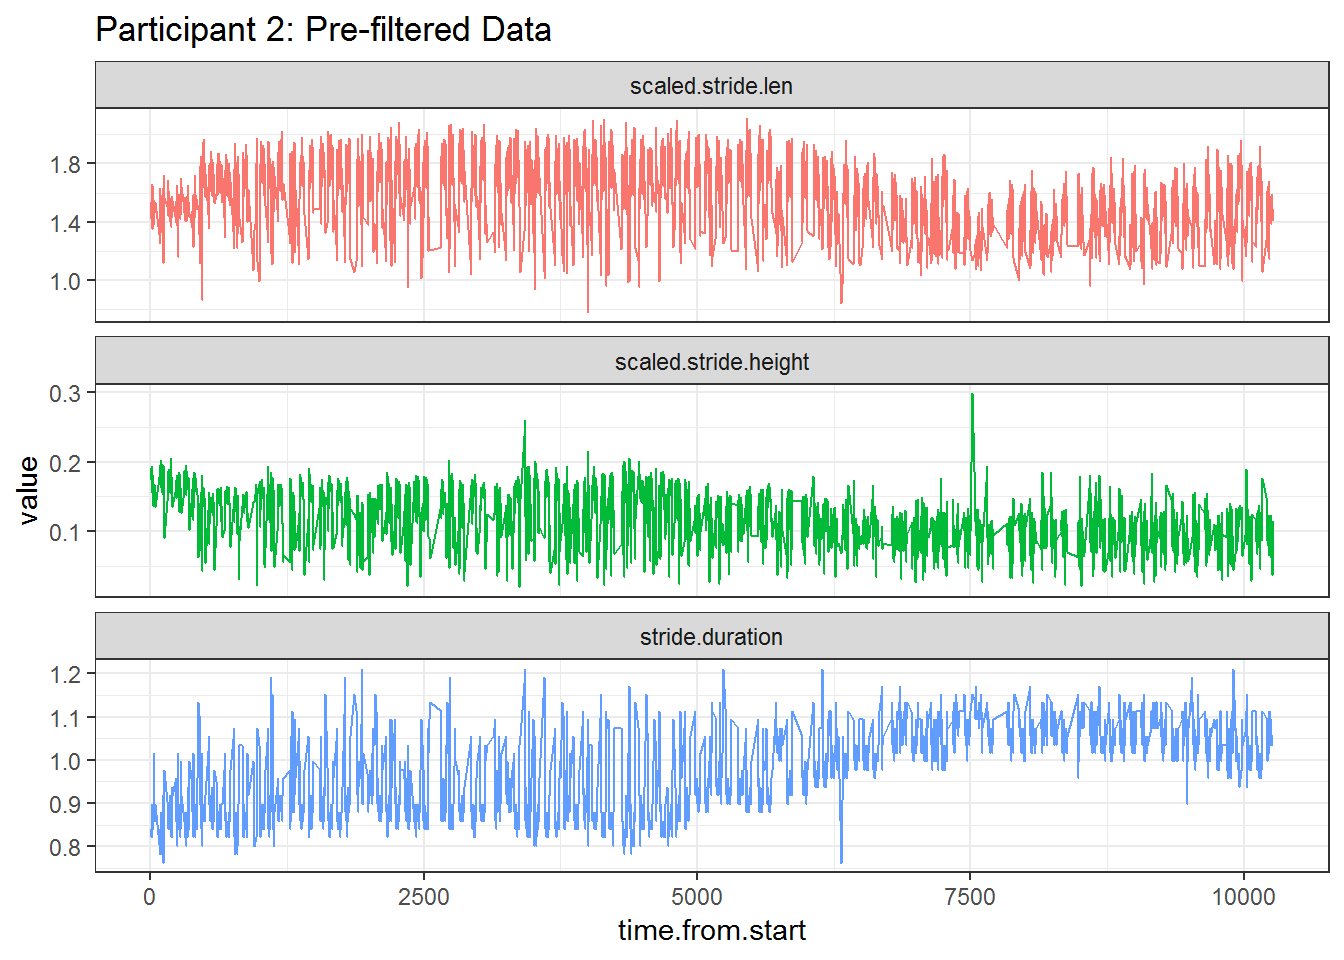 Participant 2: Pre-filtered Data
scaled.stride.len
1.8
1.4
1.0
scaled.stride.height
0.3
0.2
0.1
value
stride.duration
1.2
1.1
1.0
0.9
0.8
0 2500 5000 7500 10000
time.from.start